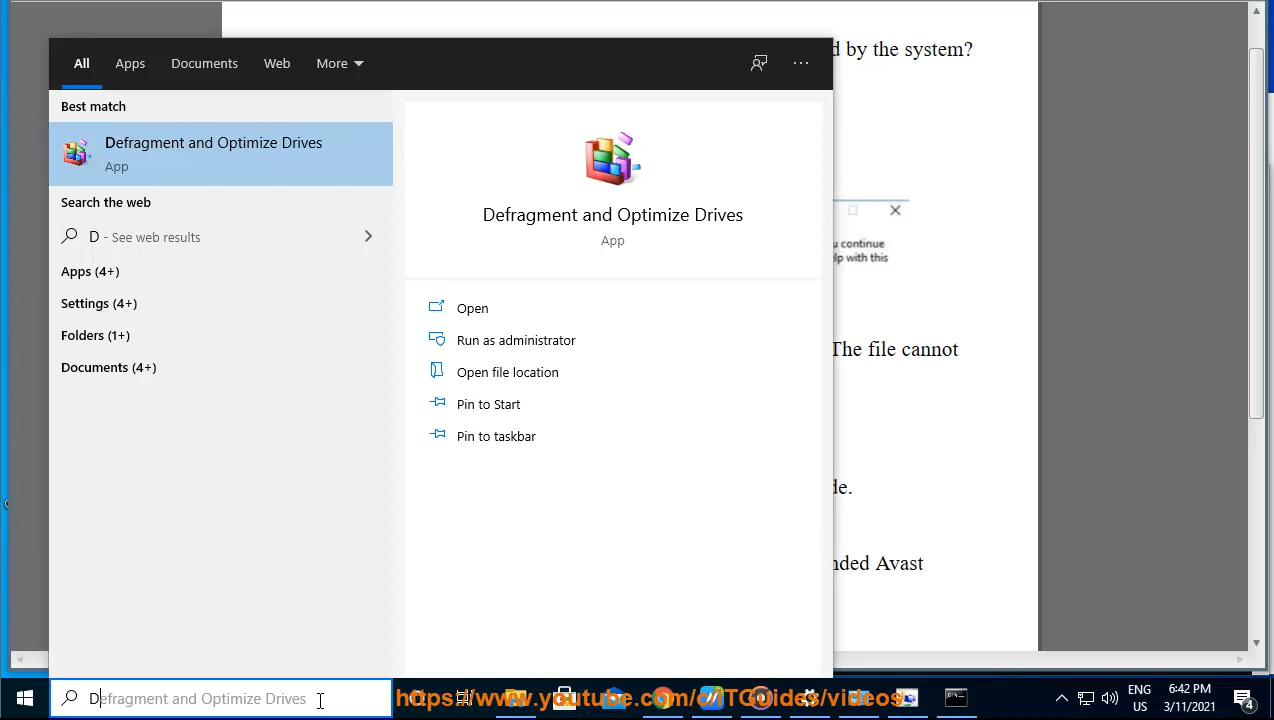 d by the system?
All Apps Documents Web More
Best match
Defragment and Optimize Drives
App
Search the web
D - See web results
Apps (4+)
Settings (4+)
Folders (1+)
Documents (4+)
Defragment and Optimize Drives
App
Open
Run as administrator
Open file location
Pin to Start
Pin to taskbar
u continue
lp with this
The file cannot
de.
nded Avast
Defragment and Optimize Drives
https://www.youtube.com/c/ITGuides/videos
ENG
US
6:42 PM
3/11/2021
4